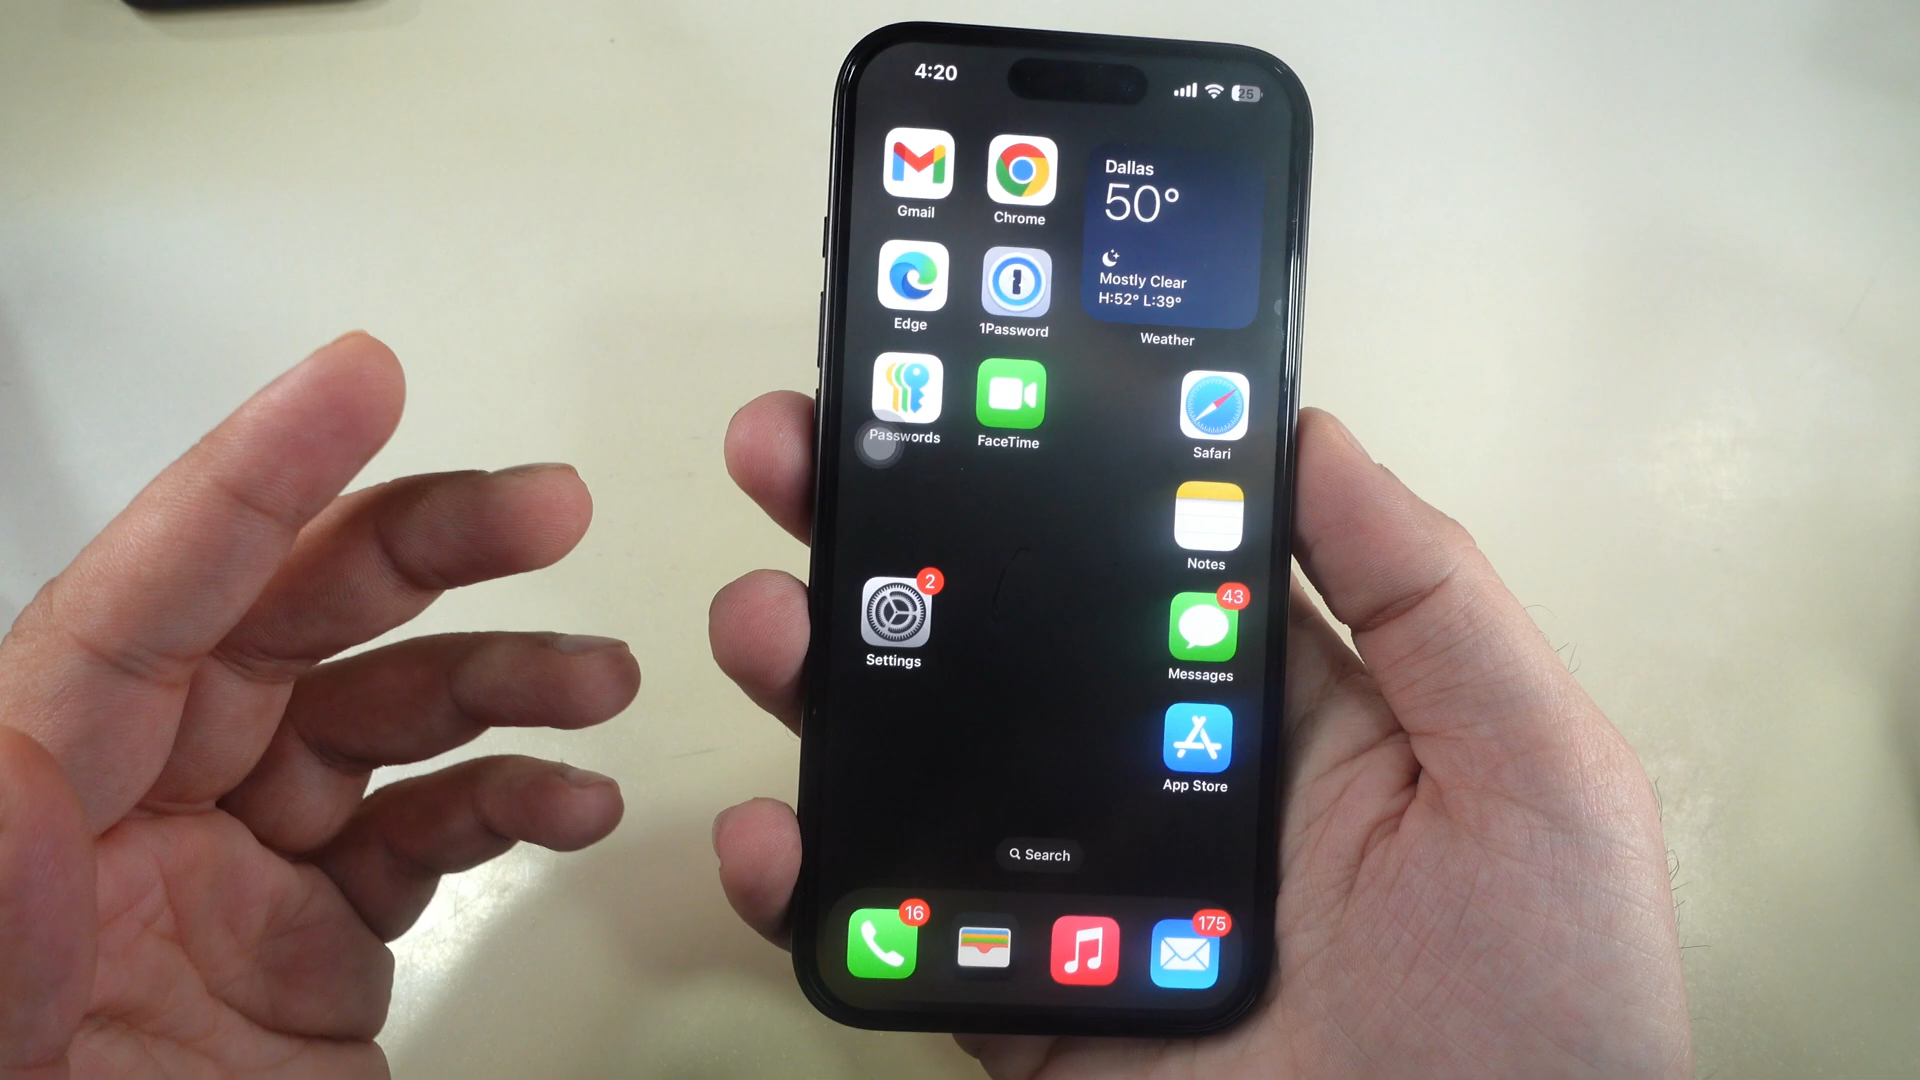 4:20
25
Gmail
Chrome
Dallas
50°
Mostly Clear
H:52° L:39°
Weather
Edge
1Password
Passwords
FaceTime
Safari
Notes
2
Settings
43
Messages
App Store
Search
16
175